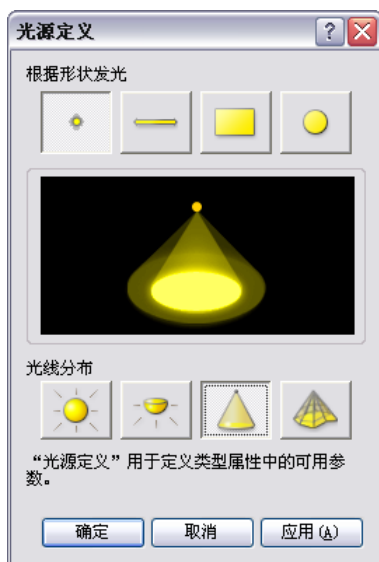 光源定义
根据形状发光
光线分布
“光源定义”用于定义类型属性中的可用参
数。
确定 取消 应用(A)